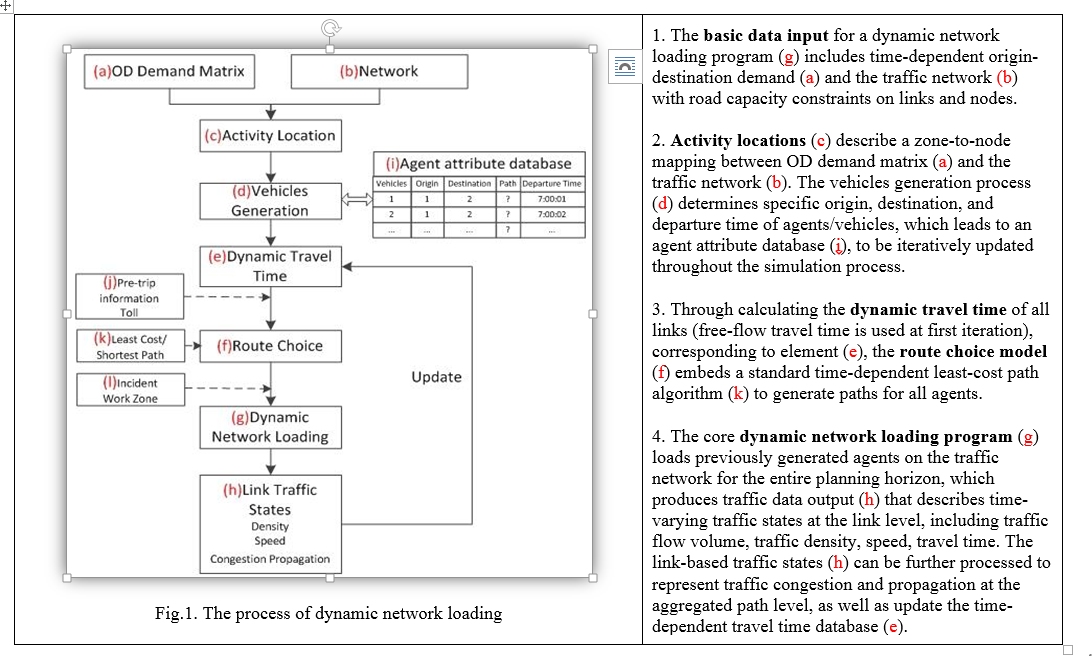 (a)OD Demand Matrix
(b)Network
(c)Activity Location
(i)Agent attribute database
Vehicles Origin Destination Path Departure Time
1 1 2 ? 7:00:01
2 1 2 ? 7:00:02
... ... ... ? ...
(d)Vehicles
Generation
(e)Dynamic Travel
Time
(j)Pre-trip
information
Toll
(k)Least Cost/
Shortest Path
(f)Route Choice
(l)Incident
Work Zone
Update
(g)Dynamic
Network Loading
(h)Link Traffic
States
Density
Speed
Congestion Propagation
Fig.1. The process of dynamic network loading
1. The basic data input for a dynamic network
loading program (g) includes time-dependent origin-
destination demand (a) and the traffic network (b)
with road capacity constraints on links and nodes.
2. Activity locations (c) describe a zone-to-node
mapping between OD demand matrix (a) and the
traffic network (b). The vehicles generation process
(d) determines specific origin, destination, and
departure time of agents/vehicles, which leads to an
agent attribute database (i), to be iteratively updated
throughout the simulation process.
3. Through calculating the dynamic travel time of all
links (free-flow travel time is used at first iteration),
corresponding to element (e), the route choice model
(f) embeds a standard time-dependent least-cost path
algorithm (k) to generate paths for all agents.
4. The core dynamic network loading program (g)
loads previously generated agents on the traffic
network for the entire planning horizon, which
produces traffic data output (h) that describes time-
varying traffic states at the link level, including traffic
flow volume, traffic density, speed, travel time. The
link-based traffic states (h) can be further processed to
represent traffic congestion and propagation at the
aggregated path level, as well as update the time-
dependent travel time database (e).